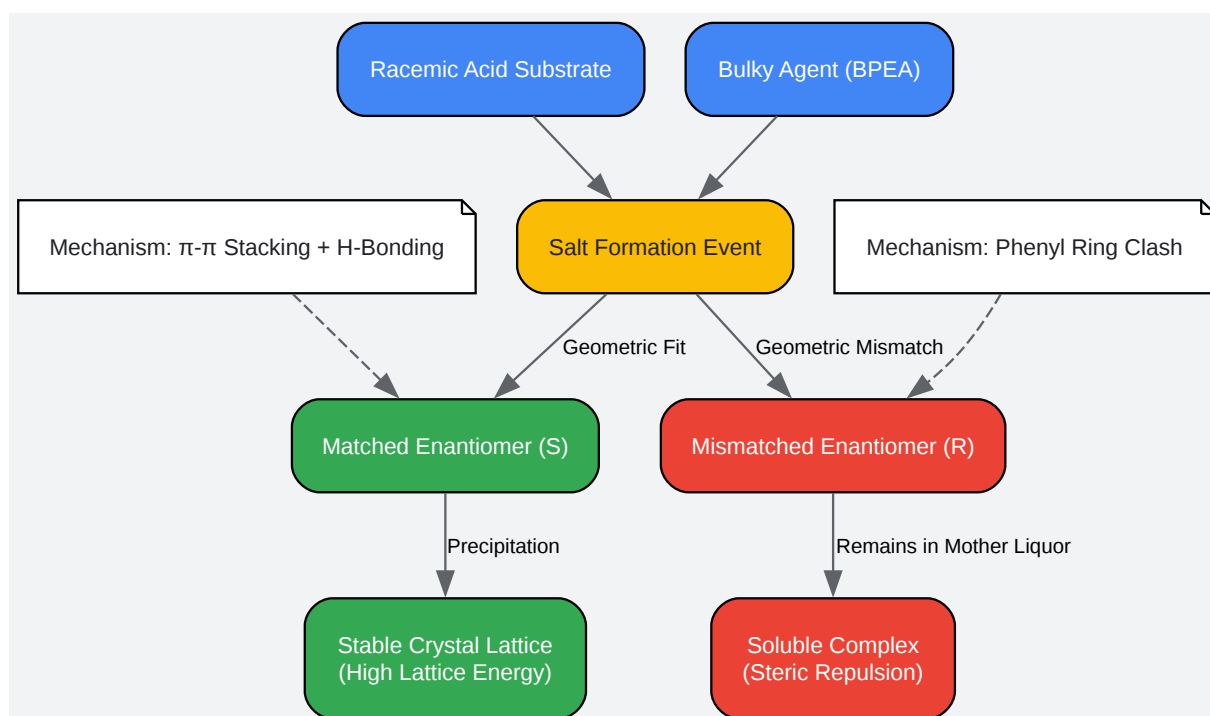 Racemic Acid Substrate
Bulky Agent (BPEA)
Mechanism: π-π Stacking + H-Bonding
Salt Formation Event
Mechanism: Phenyl Ring Clash
Geometric Fit
Geometric Mismatch
Matched Enantiomer (S)
Mismatched Enantiomer (R)
Precipitation
Remains in Mother Liquor
Stable Crystal Lattice
(High Lattice Energy)
Soluble Complex
(Steric Repulsion)